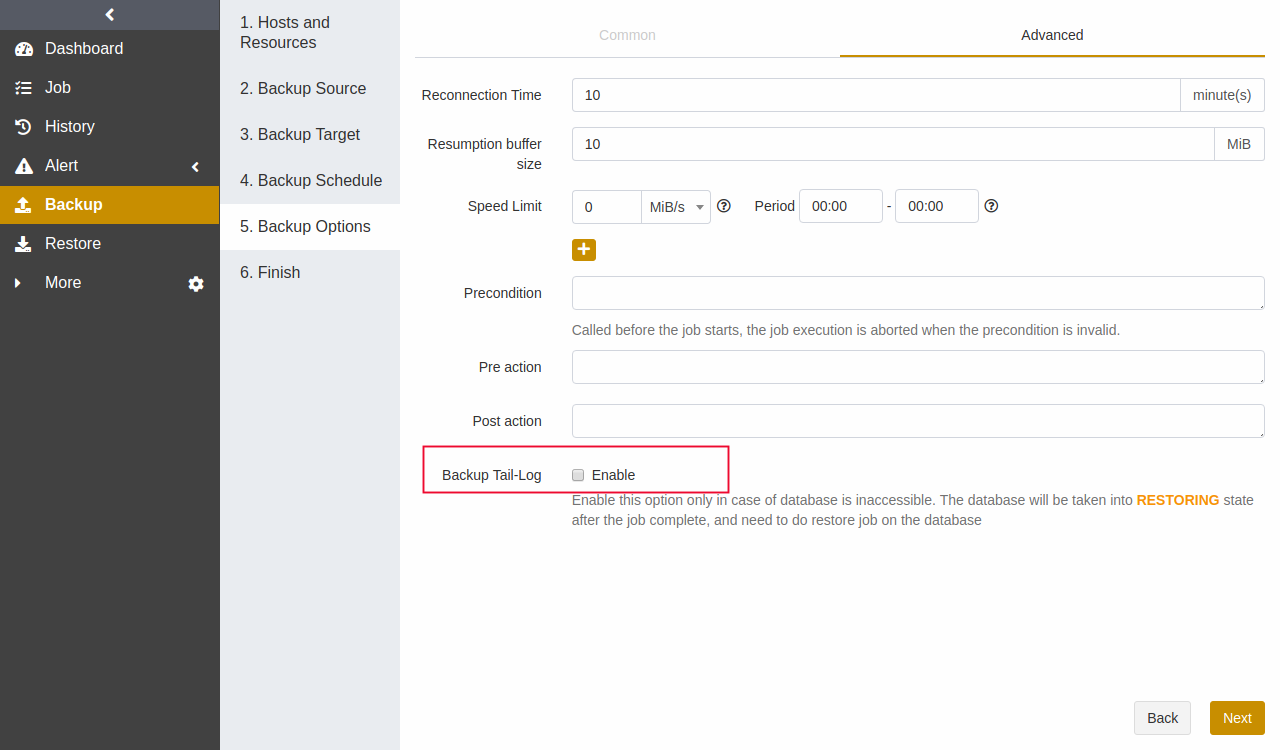 Dashboard
Job
History
Alert
Backup
Restore
More
1. Hosts and
Resources
2. Backup Source
3. Backup Target
4. Backup Schedule
5. Backup Options
6. Finish
Common
Advanced
Reconnection Time
10
minute(s)
Resumption buffer
size
10
MiB
Speed Limit
0
MiB/s
Period
00:00
-
00:00
Precondition
Called before the job starts, the job execution is aborted when the precondition is invalid.
Pre action
Post action
Backup Tail-Log
Enable
Enable this option only in case of database is inaccessible. The database will be taken into RESTORING state
after the job complete, and need to do restore job on the database
Back
Next